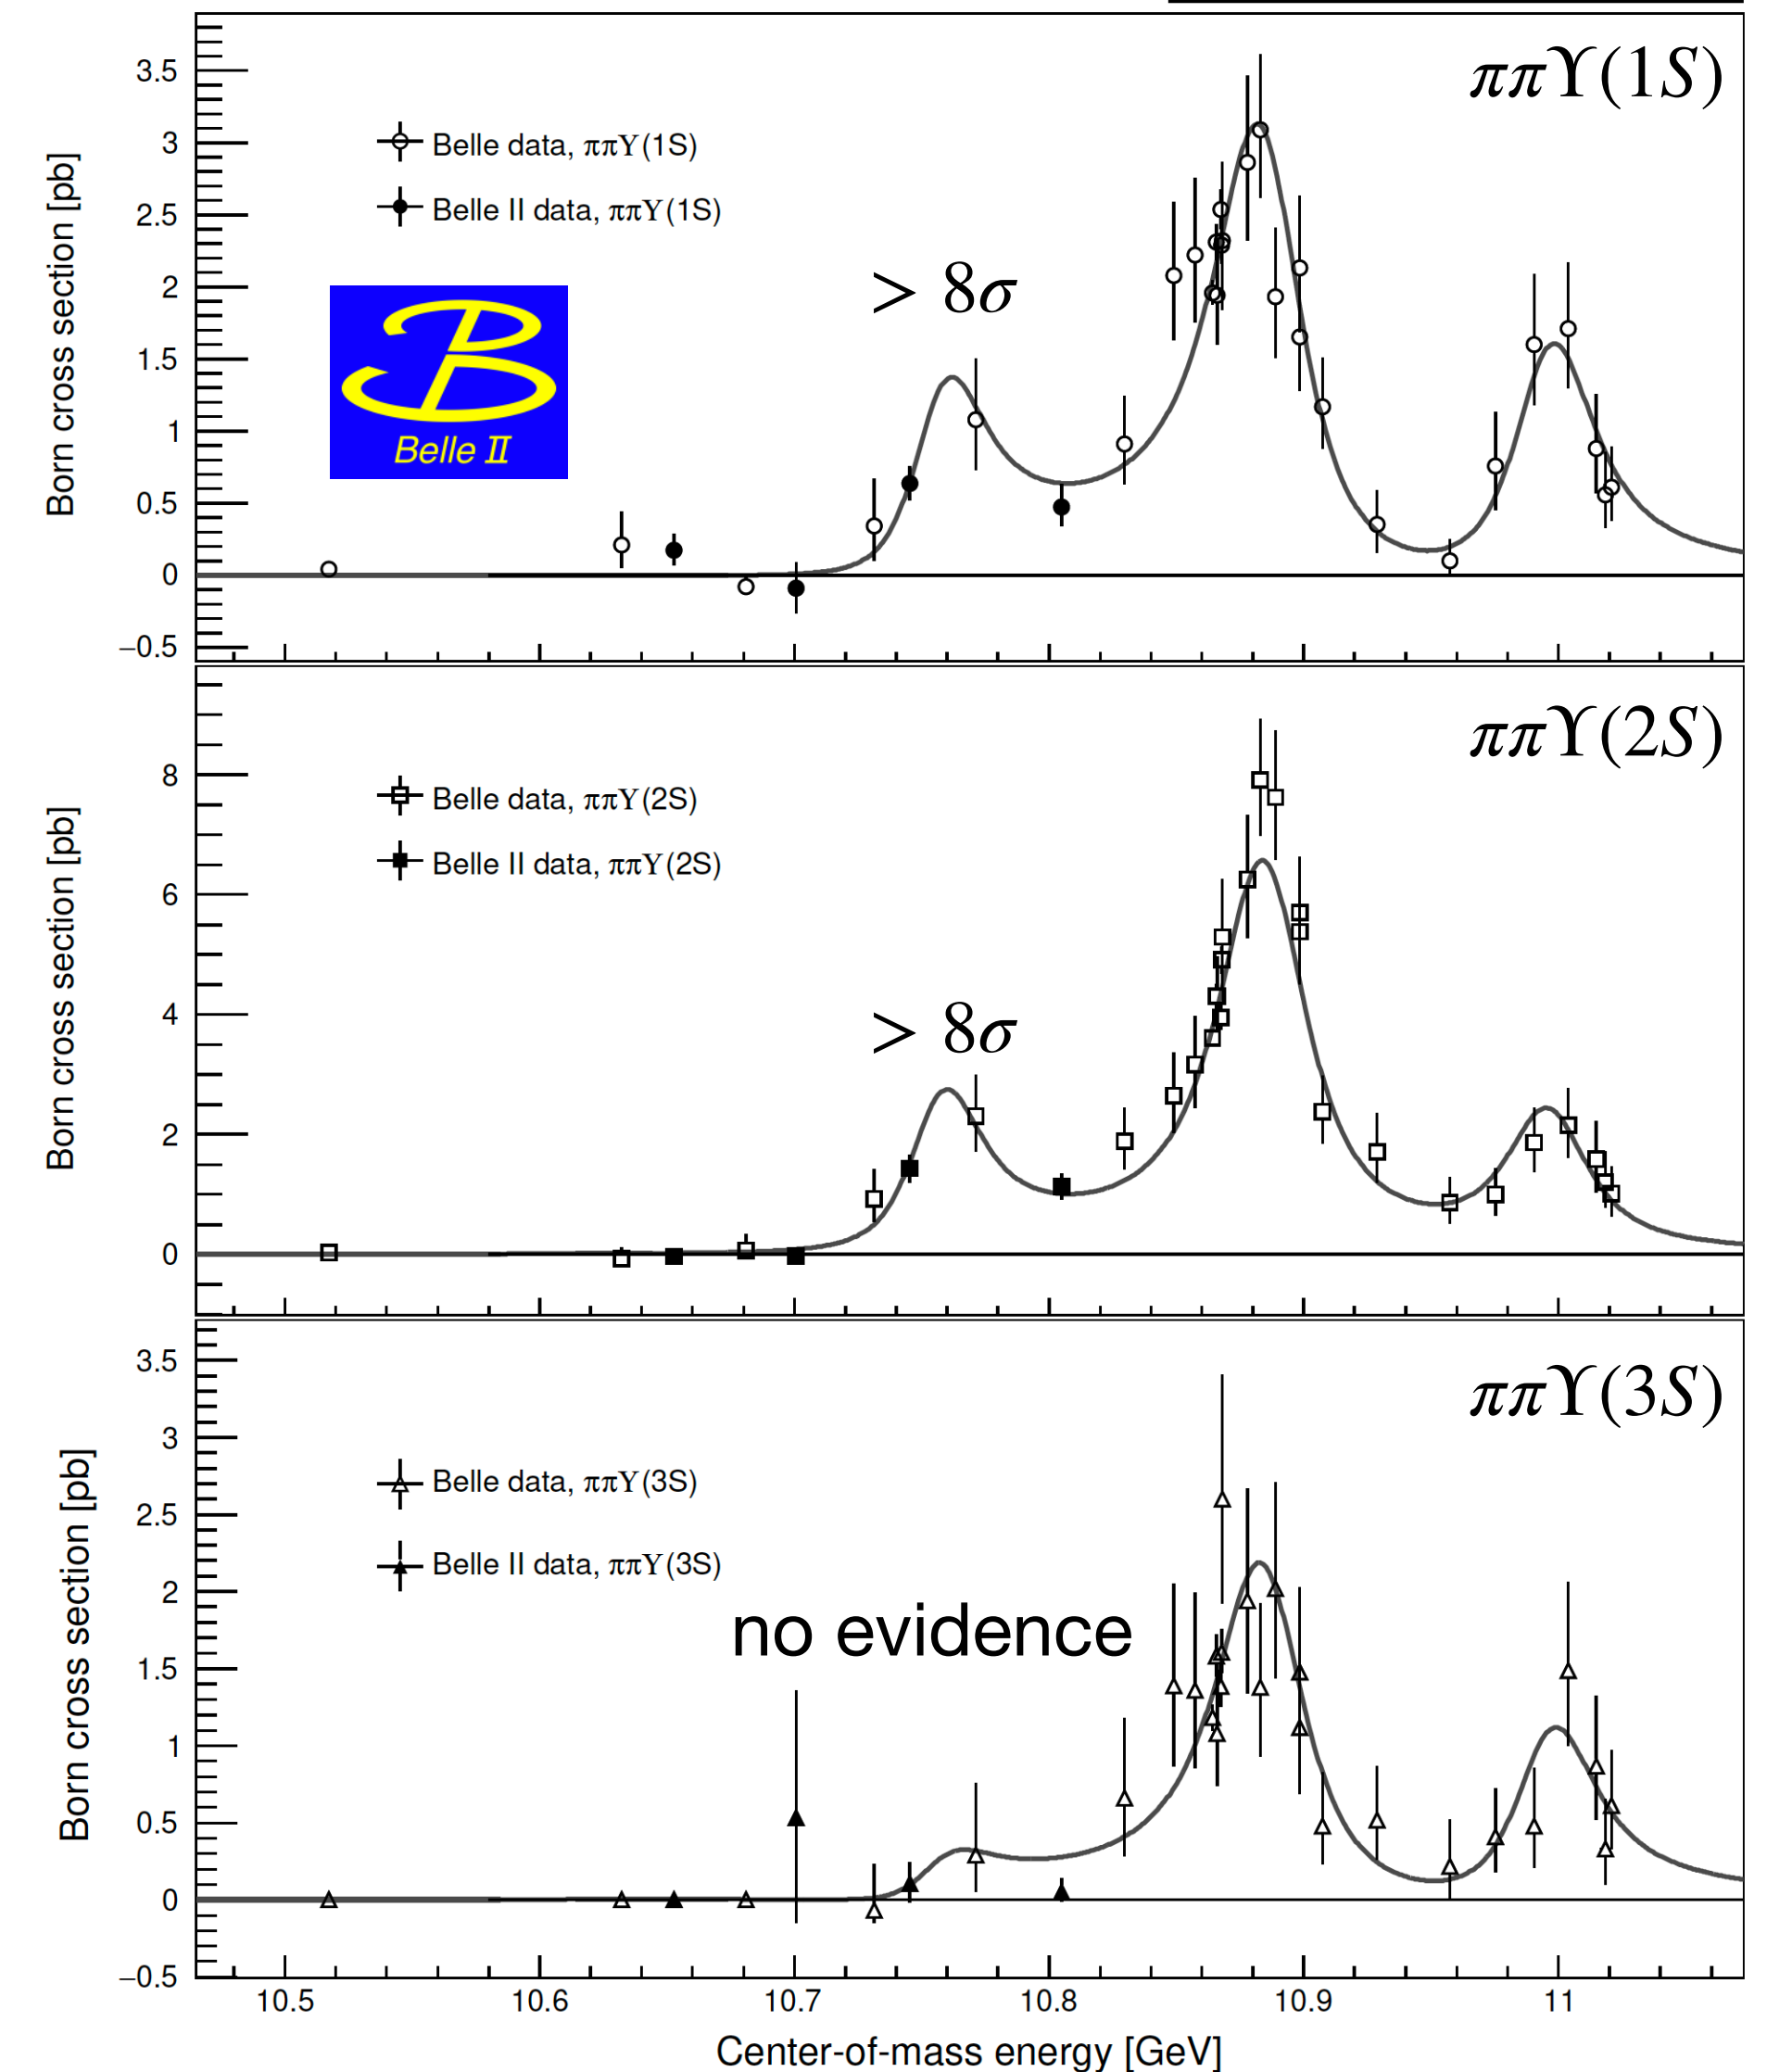 ππϒ(1S)
3.5
3
2.5
2
1.5
1
0.5
0
−0.5
Born cross section [pb]
Belle data, ππϒ(1S)
Belle II data, ππϒ(1S)
Belle II
> 8σ
ππϒ(2S)
8
6
4
2
0
Born cross section [pb]
Belle data, ππϒ(2S)
Belle II data, ππϒ(2S)
> 8σ
ππϒ(3S)
3.5
3
2.5
2
1.5
1
0.5
0
−0.5
Born cross section [pb]
Belle data, ππϒ(3S)
Belle II data, ππϒ(3S)
no evidence
10.5 10.6 10.7 10.8 10.9 11
Center-of-mass energy [GeV]